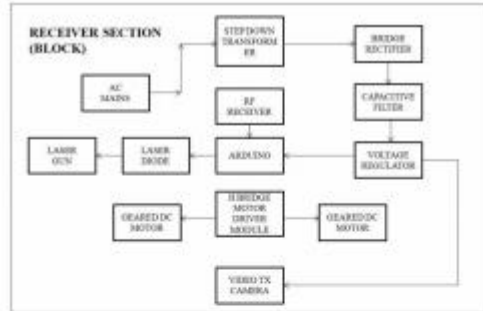 RECEIVER SECTION
(BLOCK)
STEPDOWN
TRANSFORM
ER
BRIDGE
RECTIFIER
AC
MAINS
RF
RECEIVER
CAPACITIVE
FILTER
LASER
GUN
LASER
DIODE
ARDUINO
VOLTAGE
REGULATOR
GEARED DC
MOTOR
H BRIDGE
MOTOR
DRIVER
MODULE
GEARED DC
MOTOR
VIDEO TX
CAMERA